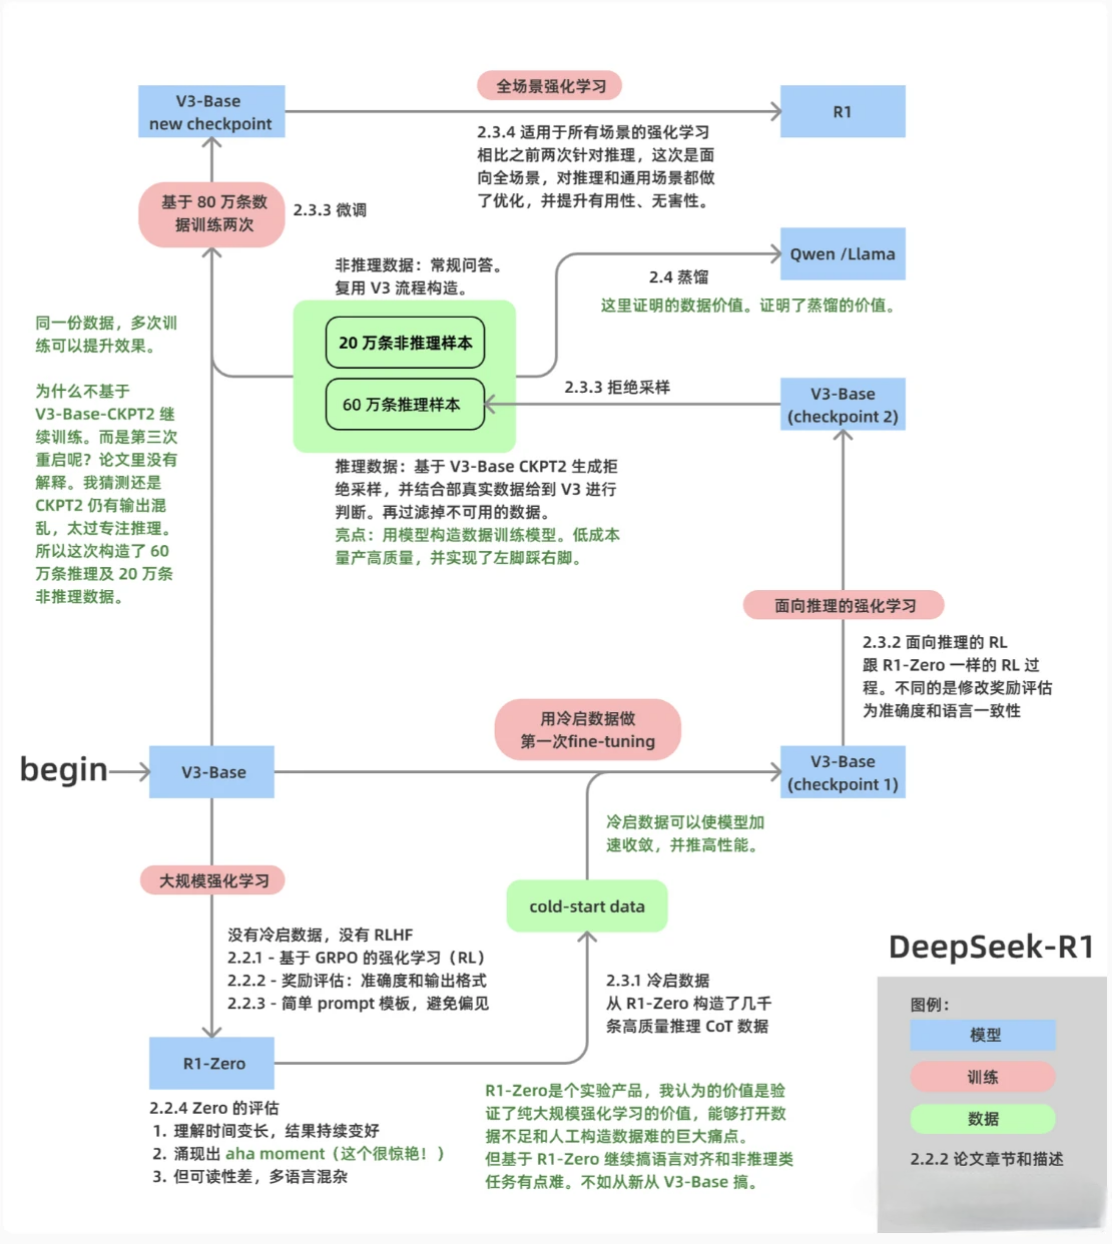 V3-Base
new checkpoint
全场景强化学习
R1
2.3.4 适用于所有场景的强化学习
相比之前两次针对推理，这次是面
向全场景，对推理和通用场景都做
了优化，并提升有用性、无害性。
基于 80 万条数
据训练两次
2.3.3 微调
Qwen /Llama
2.4 蒸馏
这里证明的数据价值。证明了蒸馏的价值。
非推理数据：常规问答。
复用 V3 流程构造。
20 万条非推理样本
60 万条推理样本
2.3.3 拒绝采样
V3-Base
(checkpoint 2)
推理数据：基于 V3-Base CKPT2 生成拒
绝采样，并结合部真实数据给到 V3 进行
判断。再过滤掉不可用的数据。
亮点：用模型构造数据训练模型。低成本
量产高质量，并实现了左脚踩右脚。
同一份数据，多次训
练可以提升效果。
为什么不基于
V3-Base-CKPT2 继
续训练。而是第三次
重启呢？论文里没有
解释。我猜测还是
CKPT2 仍有输出混
乱，太过专注推理。
所以这次构造了 60
万条推理及 20 万条
非推理数据。
面向推理的强化学习
2.3.2 面向推理的 RL
跟 R1-Zero 一样的 RL 过
程。不同的是修改奖励评估
为准确度和语言一致性
用冷启数据做
第一次fine-tuning
begin
V3-Base
V3-Base
(checkpoint 1)
冷启数据可以使模型加
速收敛，并推高性能。
大规模强化学习
cold-start data
没有冷启数据，没有 RLHF
2.2.1 - 基于 GRPO 的强化学习（RL）
2.2.2 - 奖励评估：准确度和输出格式
2.2.3 - 简单 prompt 模板，避免偏见
2.3.1 冷启数据
从 R1-Zero 构造了几千
条高质量推理 CoT 数据
R1-Zero
2.2.4 Zero 的评估
1. 理解时间变长，结果持续变好
2. 涌现出 aha moment（这个很惊艳！）
3. 但可读性差，多语言混杂
R1-Zero是个实验产品，我认为的价值是验
证了纯大规模强化学习的价值，能够打开数
据不足和人工构造数据难的巨大痛点。
但基于 R1-Zero 继续搞语言对齐和非推理类
任务有点难。不如从新从 V3-Base 搞。
DeepSeek-R1
图例：
模型
训练
数据
2.2.2 论文章节和描述